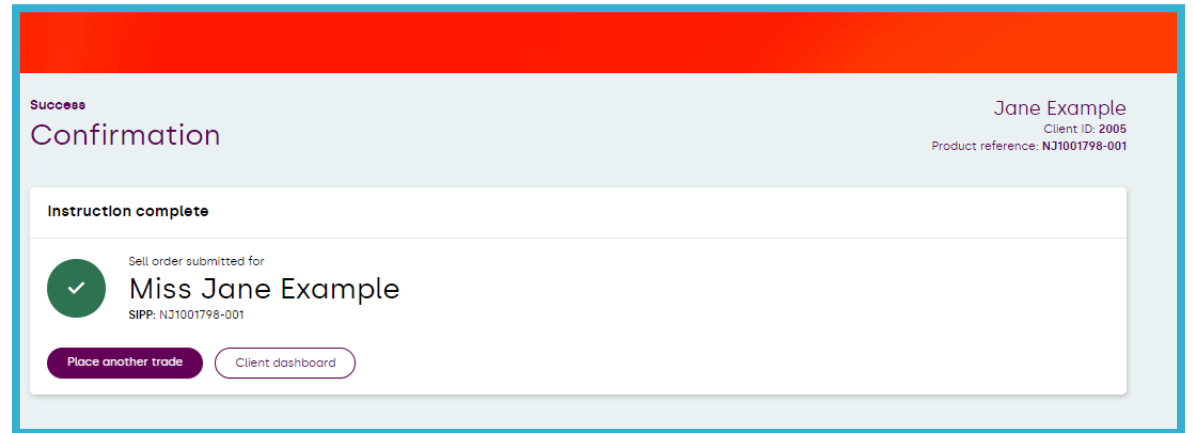 Success
Confirmation
Jane Example
Client ID: 2005
Product reference: NJ1001798-001
Instruction complete
Sell order submitted for
Miss Jane Example
SIPP: NJ1001798-001
Place another trade
Client dashboard